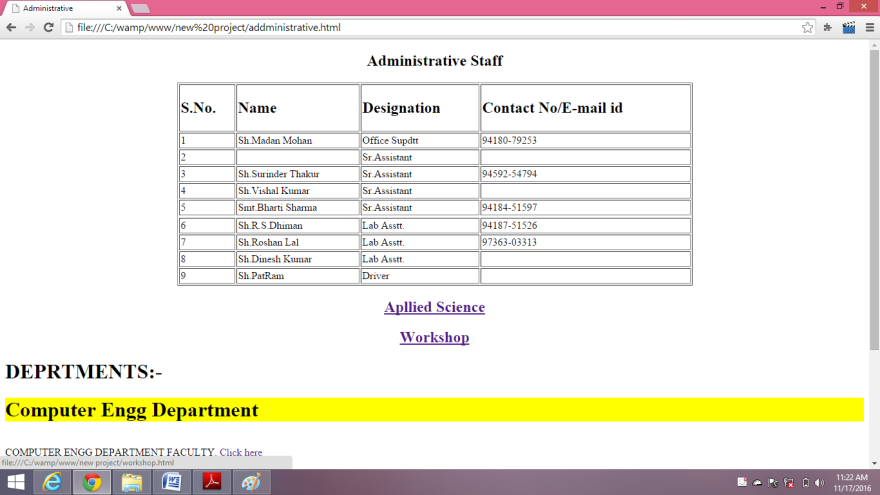 Administrative
file:///C:/wamp/www/new%20project/addministrative.html
Administrative Staff
S.No. Name Designation Contact No/E-mail id
1 Sh.Madan Mohan Office Supdtt 94180-79253
2 Sr.Assistant
3 Sh.Surinder Thakur Sr.Assistant 94592-54794
4 Sh.Vishal Kumar Sr.Assistant
5 Smt.Bharti Sharma Sr.Assistant 94184-51597
6 Sh.R.S.Dhiman Lab Asstt. 94187-51526
7 Sh.Roshan Lal Lab Asstt. 97363-03313
8 Sh.Dinesh Kumar Lab Asstt.
9 Sh.PatRam Driver
Apllied Science
Workshop
DEPRTMENTS:-
Computer Engg Department
COMPUTER ENGG DEPARTMENT FACULTY. Click here
file:///C:/wamp/www/new project/workshop.html
11:22 AM
11/17/2016